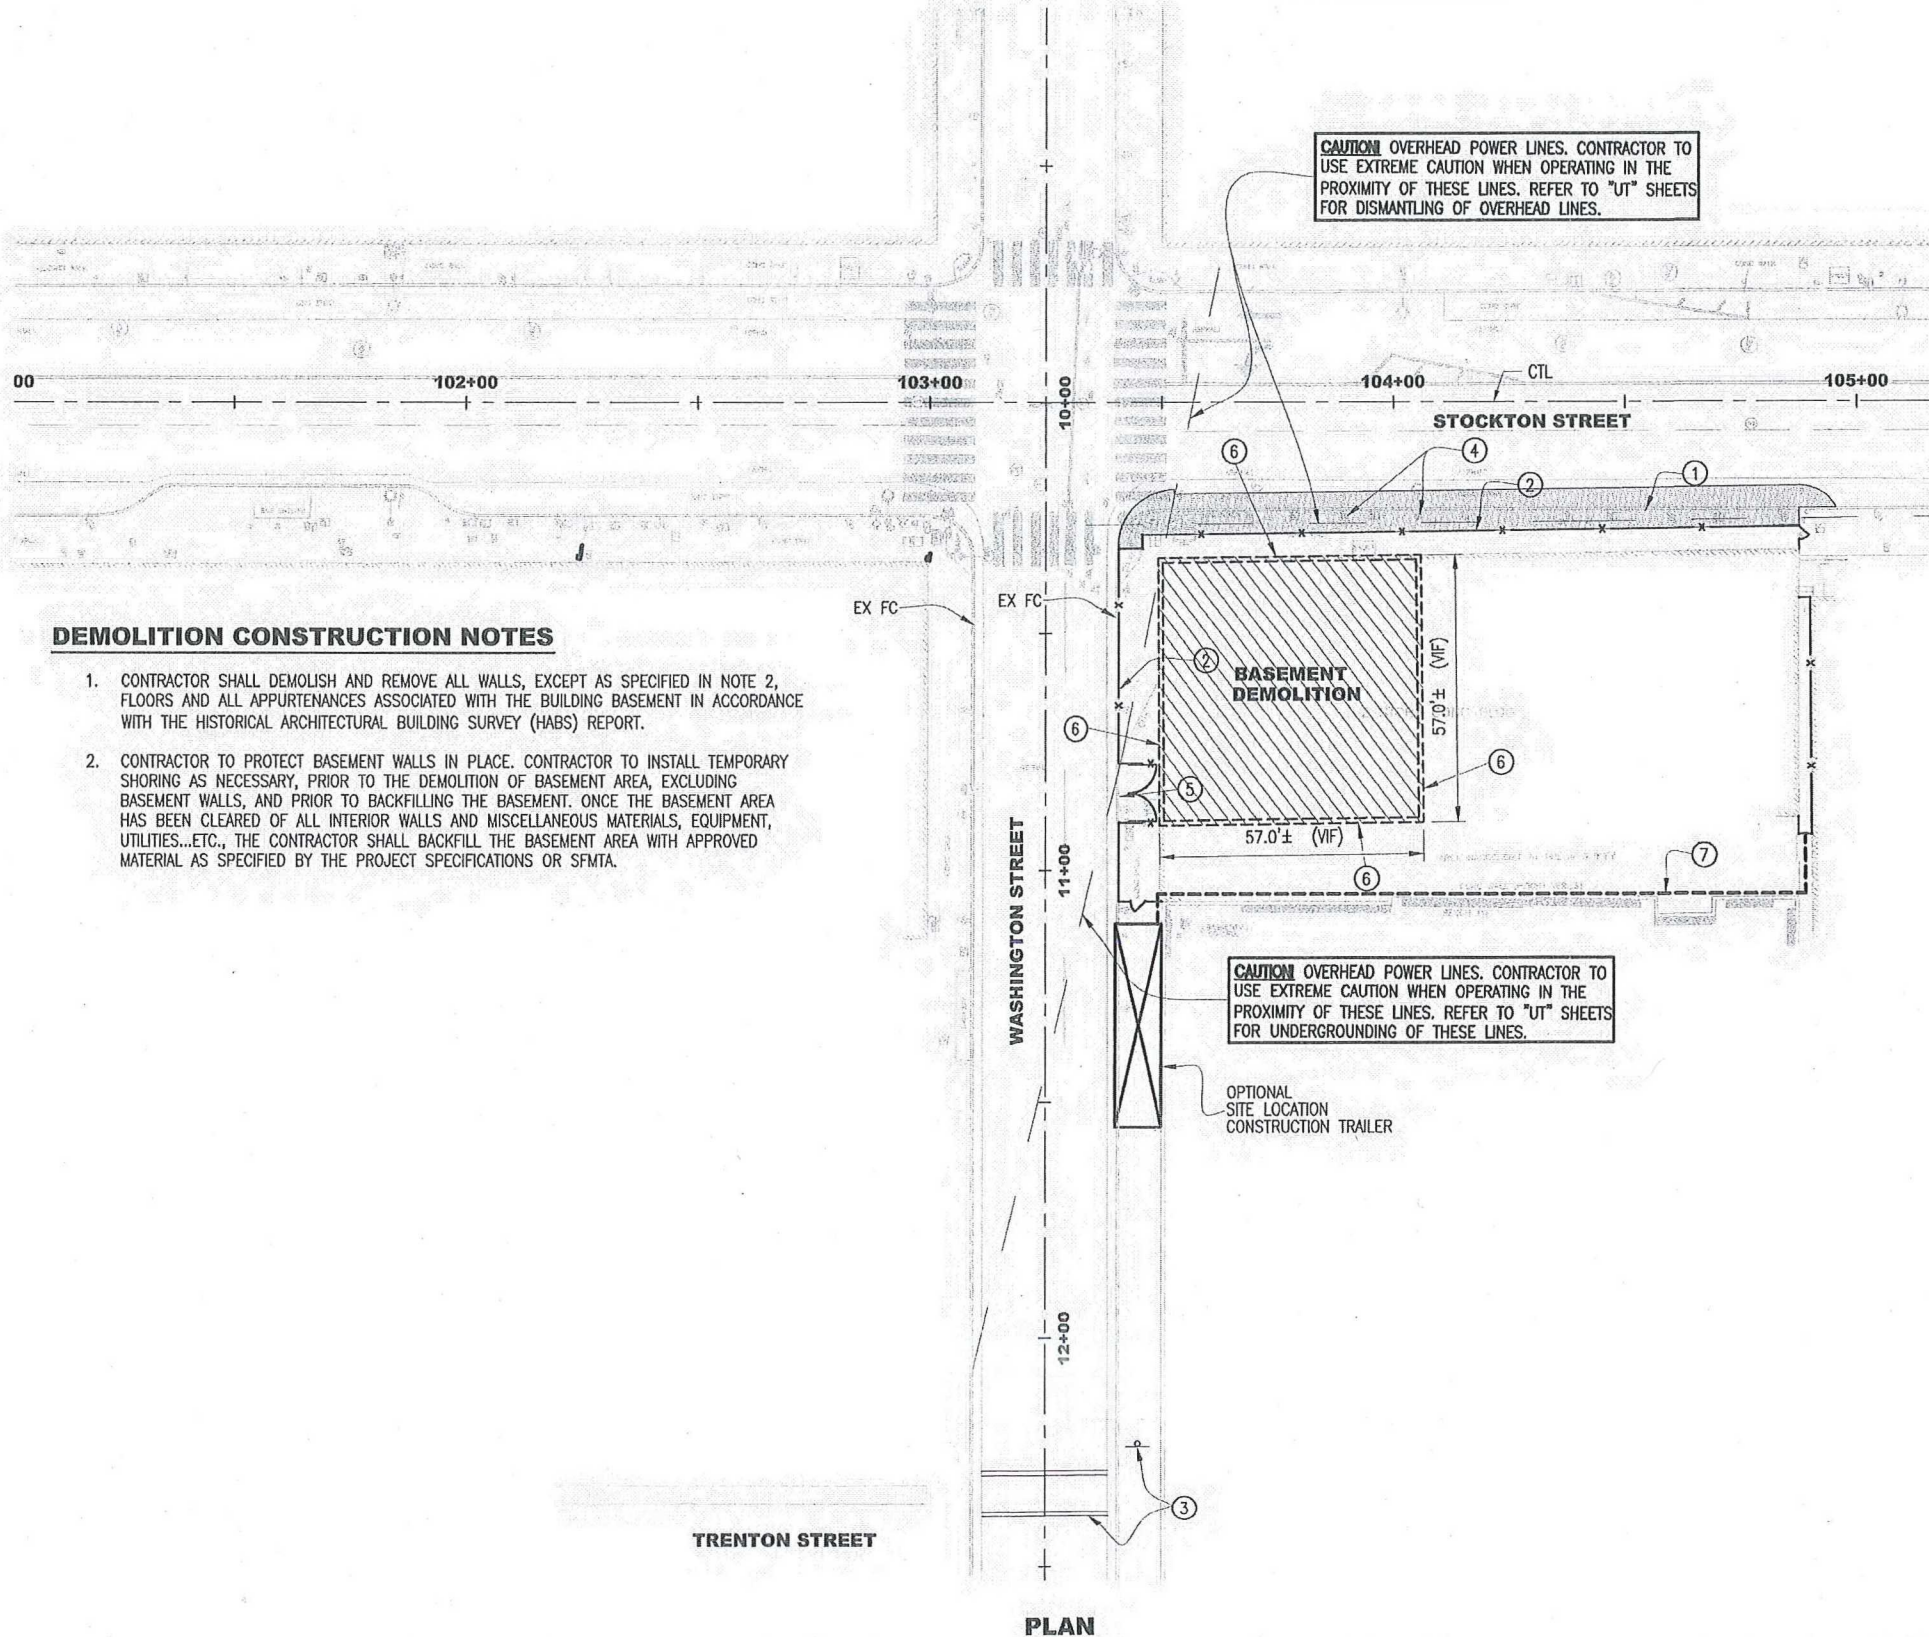 CAUTION! OVERHEAD POWER LINES. CONTRACTOR TO
USE EXTREME CAUTION WHEN OPERATING IN THE
PROXIMITY OF THESE LINES. REFER TO "UT" SHEETS
FOR DISMANTLING OF OVERHEAD LINES.
00
102+00
103+00
10+00
104+00
CTL
105+00
STOCKTON STREET
6
4
1
2
EX FC
EX FC
DEMOLITION CONSTRUCTION NOTES
1. CONTRACTOR SHALL DEMOLISH AND REMOVE ALL WALLS, EXCEPT AS SPECIFIED IN NOTE 2,
FLOORS AND ALL APPURTENANCES ASSOCIATED WITH THE BUILDING BASEMENT IN ACCORDANCE
WITH THE HISTORICAL ARCHITECTURAL BUILDING SURVEY (HABS) REPORT.
2. CONTRACTOR TO PROTECT BASEMENT WALLS IN PLACE. CONTRACTOR TO INSTALL TEMPORARY
SHORING AS NECESSARY, PRIOR TO THE DEMOLITION OF BASEMENT AREA, EXCLUDING
BASEMENT WALLS, AND PRIOR TO BACKFILLING THE BASEMENT. ONCE THE BASEMENT AREA
HAS BEEN CLEARED OF ALL INTERIOR WALLS AND MISCELLANEOUS MATERIALS, EQUIPMENT,
UTILITIES...ETC., THE CONTRACTOR SHALL BACKFILL THE BASEMENT AREA WITH APPROVED
MATERIAL AS SPECIFIED BY THE PROJECT SPECIFICATIONS OR SFMTA.
2
BASEMENT
DEMOLITION
57.0'± (VIF)
6
6
5
57.0'± (VIF)
WASHINGTON STREET
11+00
6
7
CAUTION! OVERHEAD POWER LINES. CONTRACTOR TO
USE EXTREME CAUTION WHEN OPERATING IN THE
PROXIMITY OF THESE LINES. REFER TO "UT" SHEETS
FOR UNDERGROUNDING OF THESE LINES.
OPTIONAL
SITE LOCATION
CONSTRUCTION TRAILER
12+00
3
TRENTON STREET
PLAN